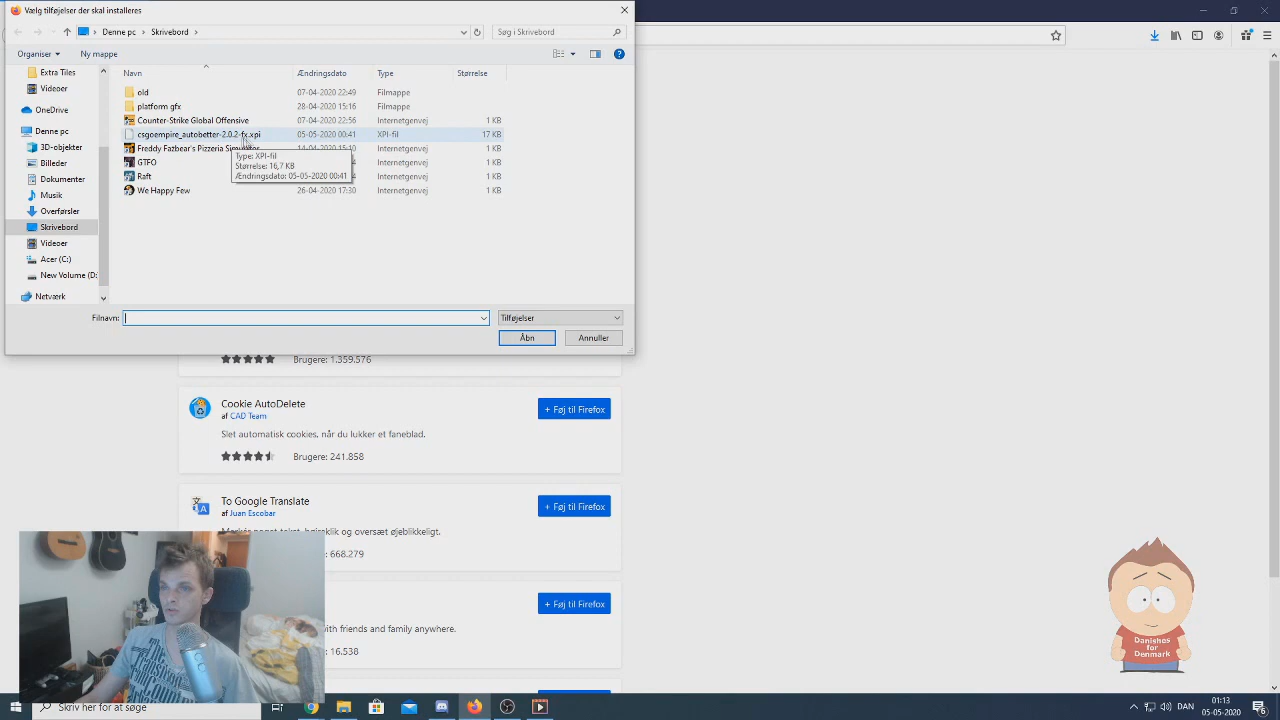 Vælg tilføjelser der skal installeres
Denne pc › Skrivebord ›
Søg i Skrivebord
Organiser
Ny mappe
Navn Ændringsdato Type Størrelse
Extra Tiles
Videoer
OneDrive
Denne pc
3D-objekter
Billeder
Dokumenter
Musik
Overførsler
Skrivebord
Videoer
Acer (C:)
New Volume (D:
Netværk
old 07-04-2020 22:49 Filmappe
platform gfx 28-04-2020 15:16 Filmappe
Counter-Strike Global Offensive 07-04-2020 22:56 Internetgenvej 1 KB
csgoempire_autobetter-2.0.2-fx.xpi 05-05-2020 00:41 XPI-fil 17 KB
Freddy Fazbear's Pizzeria Simulator 14-04-2020 15:10 Internetgenvej 1 KB
GTFO Internetgenvej 1 KB
Raft Internetgenvej 1 KB
We Happy Few 26-04-2020 17:30 Internetgenvej 1 KB
Type: XPI-fil
Størrelse: 16,7 KB
Ændringsdato: 05-05-2020 00:41
Filnavn:
Tilføjelser
Åbn
Annuller
Brugere: 1.359.576
Cookie AutoDelete
af CAD Team
+ Føj til Firefox
Slet automatisk cookies, når du lukker et faneblad.
Brugere: 241.858
To Google Translate
af Juan Escobar
+ Føj til Firefox
oversæt øjeblikkeligt.
668.279
+ Føj til Firefox
with friends and family anywhere.
16.538
Danishes
for
Denmark
Skriv her for at søge
DAN
01:13
05-05-2020
6